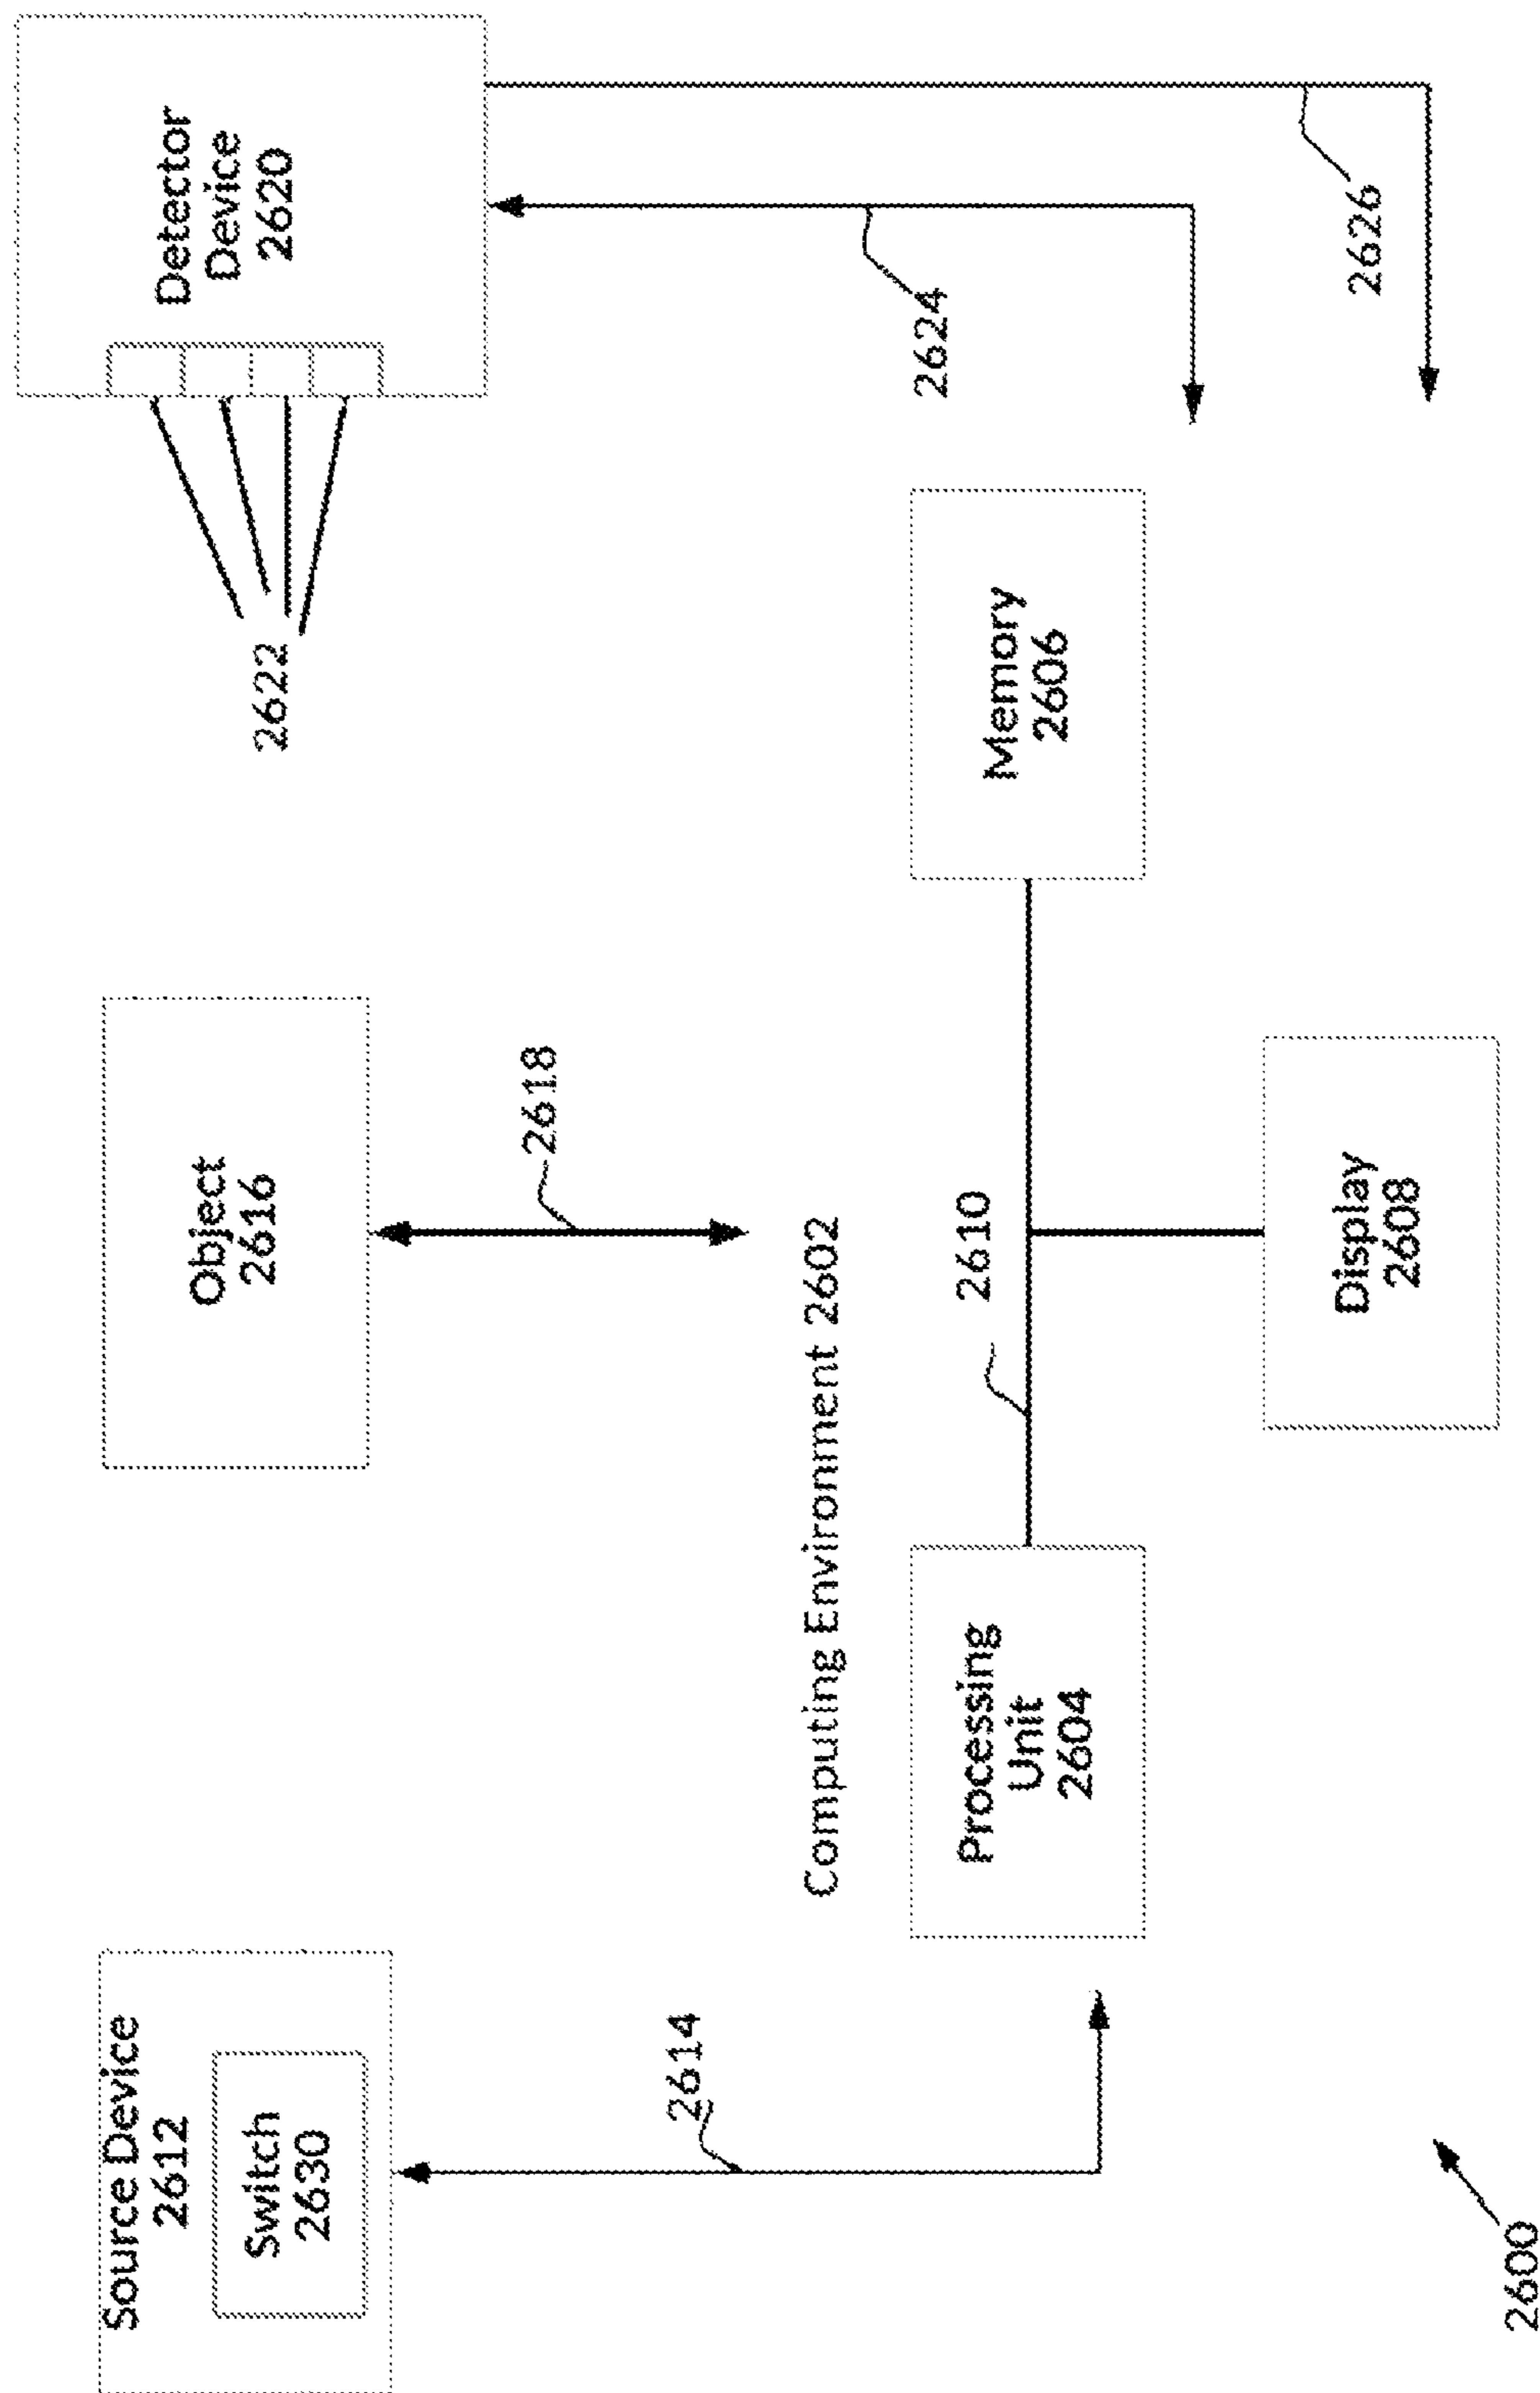 Source Device
2612
Switch
2630
Object
2616
Detector
Device
2620
2622
2614
2618
2624
2626
Computing Environment 2602
Processing
Unit
2604
2610
Memory
2606
Display
2608
2600